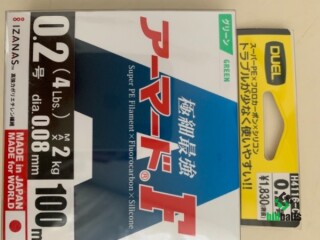 IZANAS
グリーン GREEN
0.2号
(4Lbs.)
MAX 2kg
dia.0.08mm
100m
極細最強
アーマード®F
Super PE Filament × Fluorocarbon × Silicone
MADE in JAPAN
MADE for WORLD
DUEL
スーパーPE×フロロカーボン×シリコン
トラブルが少なく使いやすい!!
¥1,830